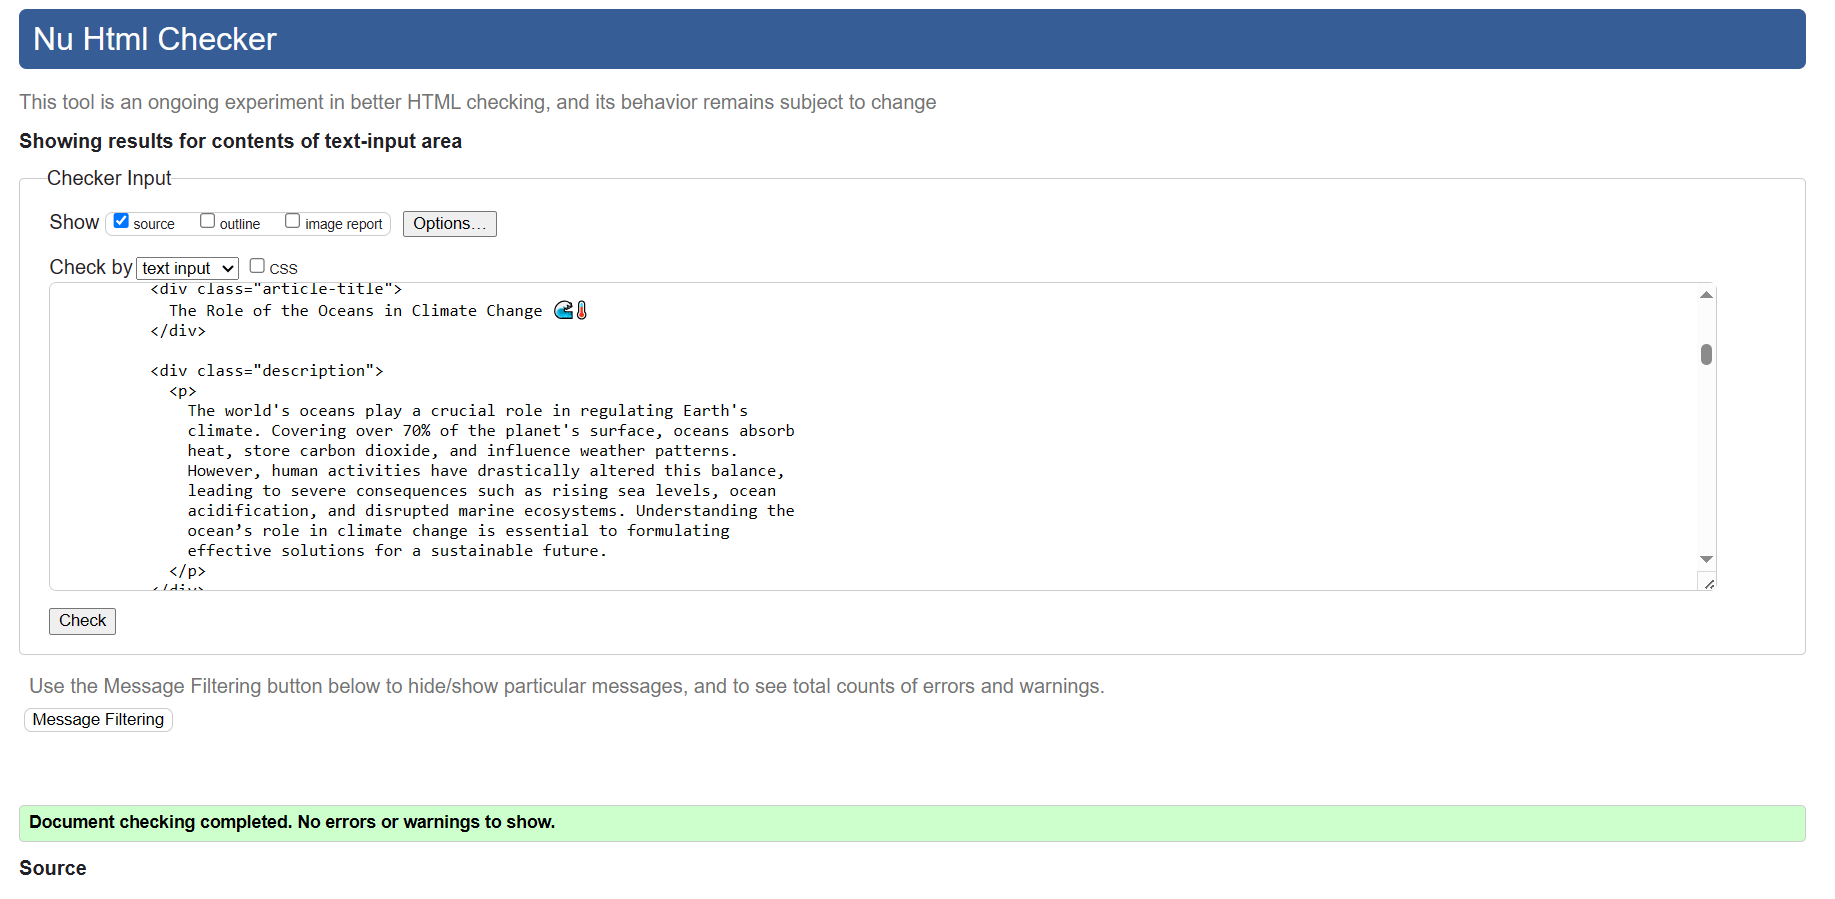 Nu Html Checker
This tool is an ongoing experiment in better HTML checking, and its behavior remains subject to change
Showing results for contents of text-input area
Checker Input
Show source outline image report Options...
Check by text input CSS
<div class="article-title">
The Role of the Oceans in Climate Change 🌊🌡️
</div>
<div class="description">
<p>
The world's oceans play a crucial role in regulating Earth's
climate. Covering over 70% of the planet's surface, oceans absorb
heat, store carbon dioxide, and influence weather patterns.
However, human activities have drastically altered this balance,
leading to severe consequences such as rising sea levels, ocean
acidification, and disrupted marine ecosystems. Understanding the
ocean’s role in climate change is essential to formulating
effective solutions for a sustainable future.
</p>
</div>
Check
Use the Message Filtering button below to hide/show particular messages, and to see total counts of errors and warnings.
Message Filtering
Document checking completed. No errors or warnings to show.
Source